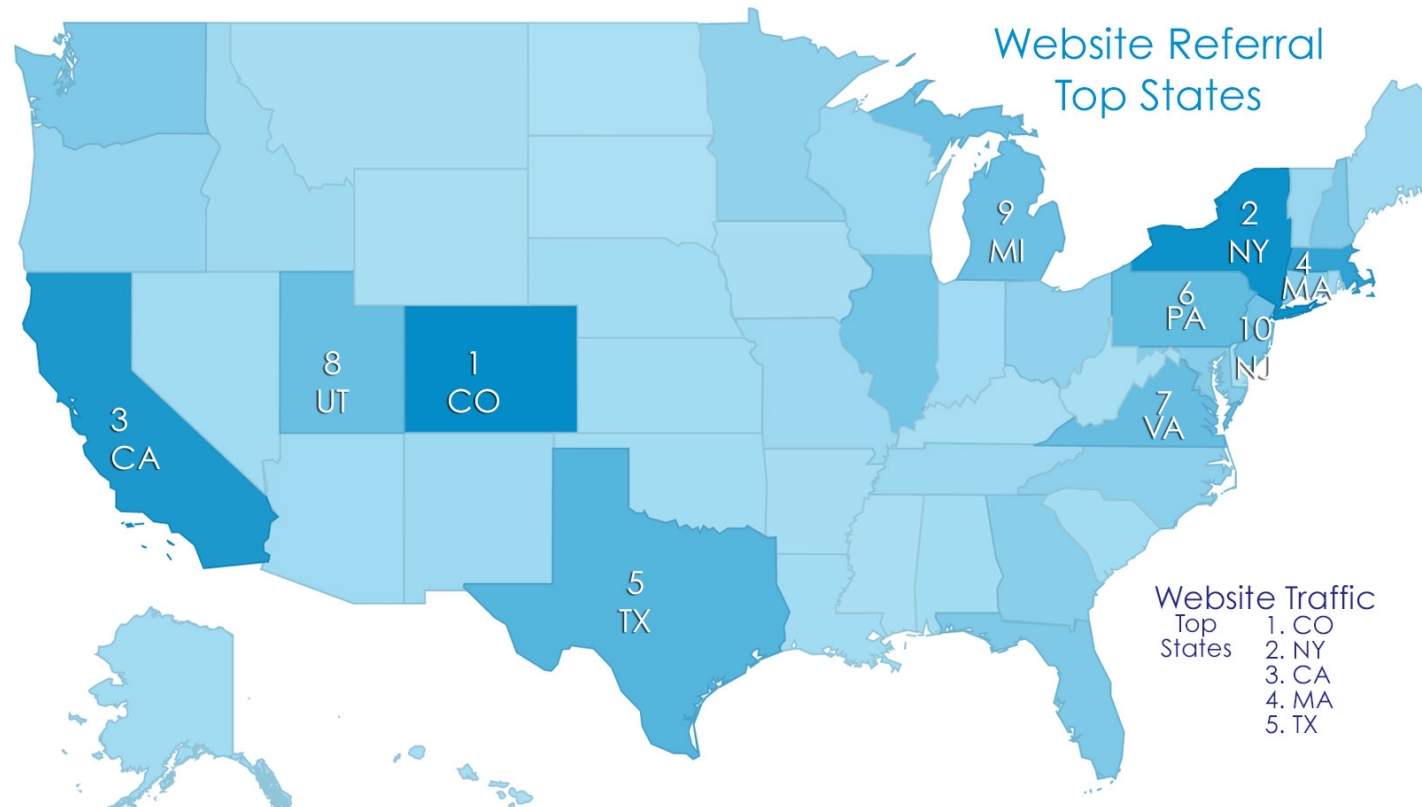 Website Referral
Top States
9
MI
2
NY
4
MA
6
PA
10
NJ
8
UT
1
CO
3
CA
7
VA
5
TX
Website Traffic
Top States
1. CO
2. NY
3. CA
4. MA
5. TX